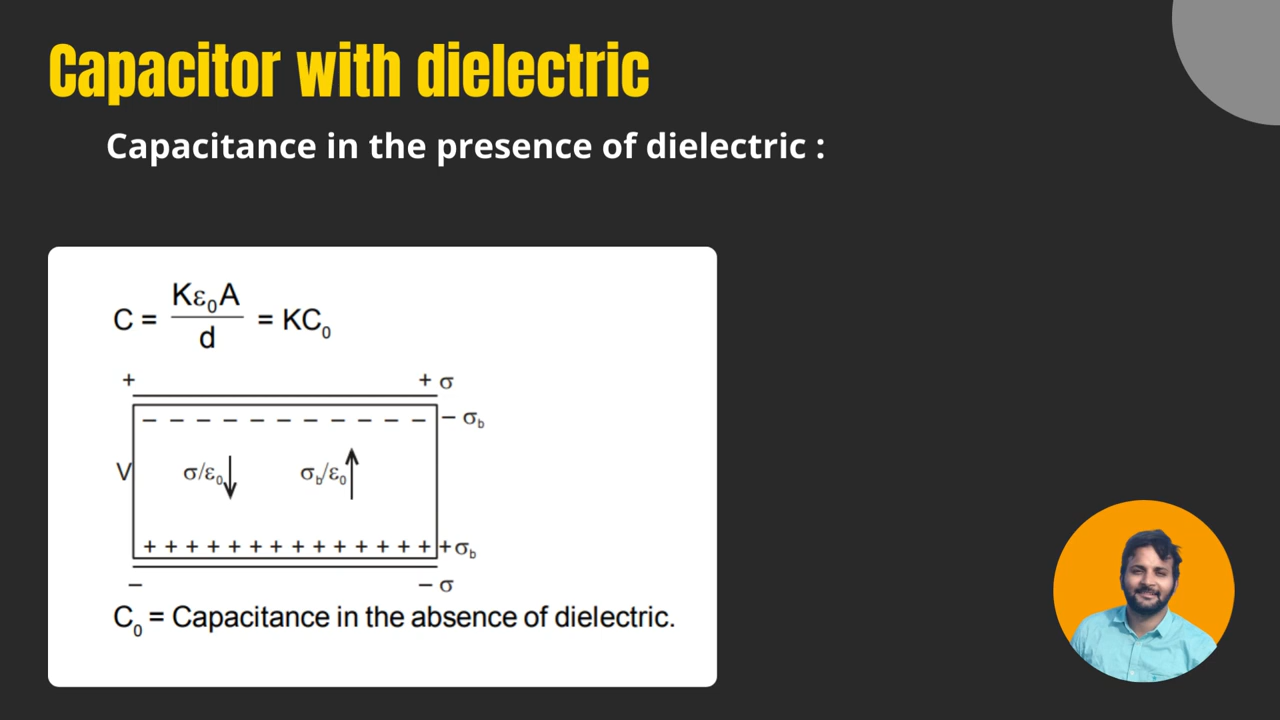 Capacitor with dielectric
Capacitance in the presence of dielectric :
C = Kε₀A / d = KC₀
+ + σ
− − − − − − − − − − − − σb
V σ/ε₀ ↓ σb/ε₀ ↑
+ + + + + + + + + + + + + + +σb
− − σ
C₀ = Capacitance in the absence of dielectric.